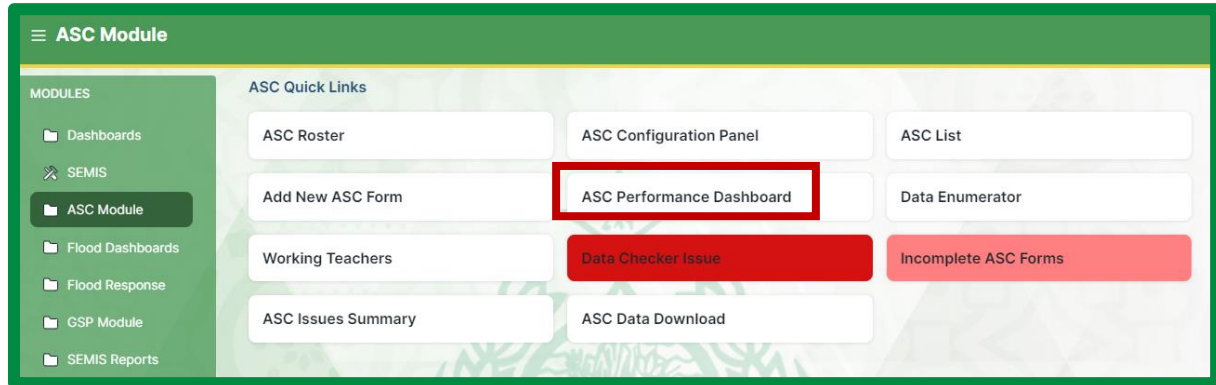 ≡ ASC Module
MODULES
Dashboards
SEMIS
ASC Module
Flood Dashboards
Flood Response
GSP Module
SEMIS Reports
ASC Quick Links
ASC Roster
ASC Configuration Panel
ASC List
Add New ASC Form
ASC Performance Dashboard
Data Enumerator
Working Teachers
Data Checker Issue
Incomplete ASC Forms
ASC Issues Summary
ASC Data Download